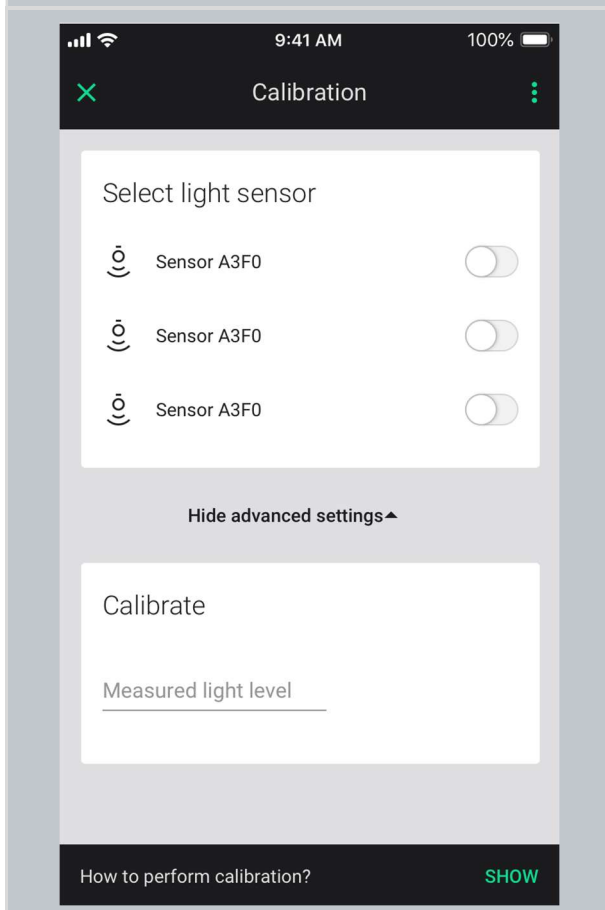 9:41 AM 100%
Calibration
Select light sensor
Sensor A3F0
Sensor A3F0
Sensor A3F0
Hide advanced settings
Calibrate
Measured light level
How to perform calibration? SHOW